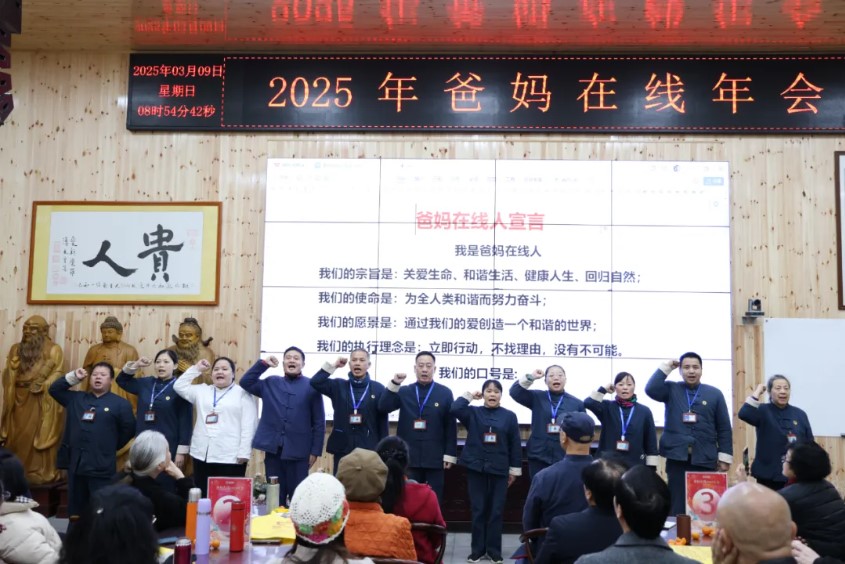 2025年03月09日
星期日
08时54分42秒
2025年爸妈在线年会
爸妈在线人宣言
我是爸妈在线人
我们的宗旨是：关爱生命、和谐生活、健康人生、回归自然；
我们的使命是：为全人类和谐而努力奋斗；
我们的愿景是：通过我们的爱创造一个和谐的世界；
我们的执行理念是：立即行动，不找理由，没有不可能。
我们的口号是：
人貴
3